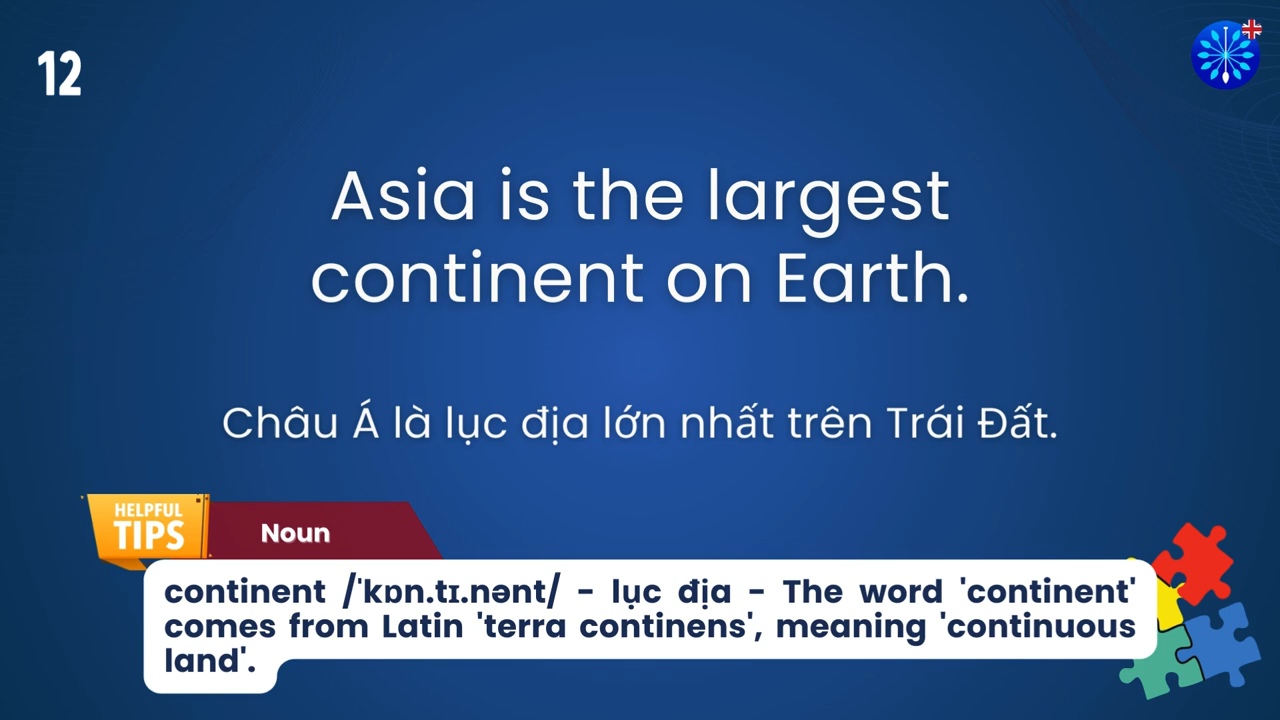 12
Asia is the largest
continent on Earth.
Châu Á là lục địa lớn nhất trên Trái Đất.
HELPFUL
TIPS
Noun
continent /ˈkɒn.tɪ.nənt/ - lục địa - The word 'continent'
comes from Latin 'terra continens', meaning 'continuous
land'.